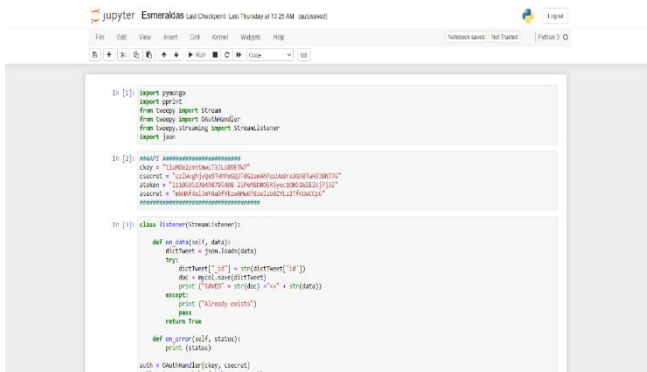 jupyter Esmeraldas Last Checkpoint: Last Thursday at 10:25 AM (autosaved)
Logout
File Edit View Insert Cell Kernel Widgets Help
Notebook saved Not Trusted Python 3
Run Code
In [1]: import pymongo
import pprint
from tweepy import Stream
from tweepy import OAuthHandler
from tweepy.streaming import StreamListener
import json
In [2]: ###API ########################
ckey =
csecret =
atoken =
asecret =
#####################################
In [3]: class listener(StreamListener):
def on_data(self, data):
dictTweet = json.loads(data)
try:
dictTweet["_id"] = str(dictTweet['id'])
doc = mycol.save(dictTweet)
print ("SAVED" + str(doc) +"=>" + str(data))
except:
print ("Already exists")
pass
return True
def on_error(self, status):
print (status)
auth = OAuthHandler(ckey, csecret)